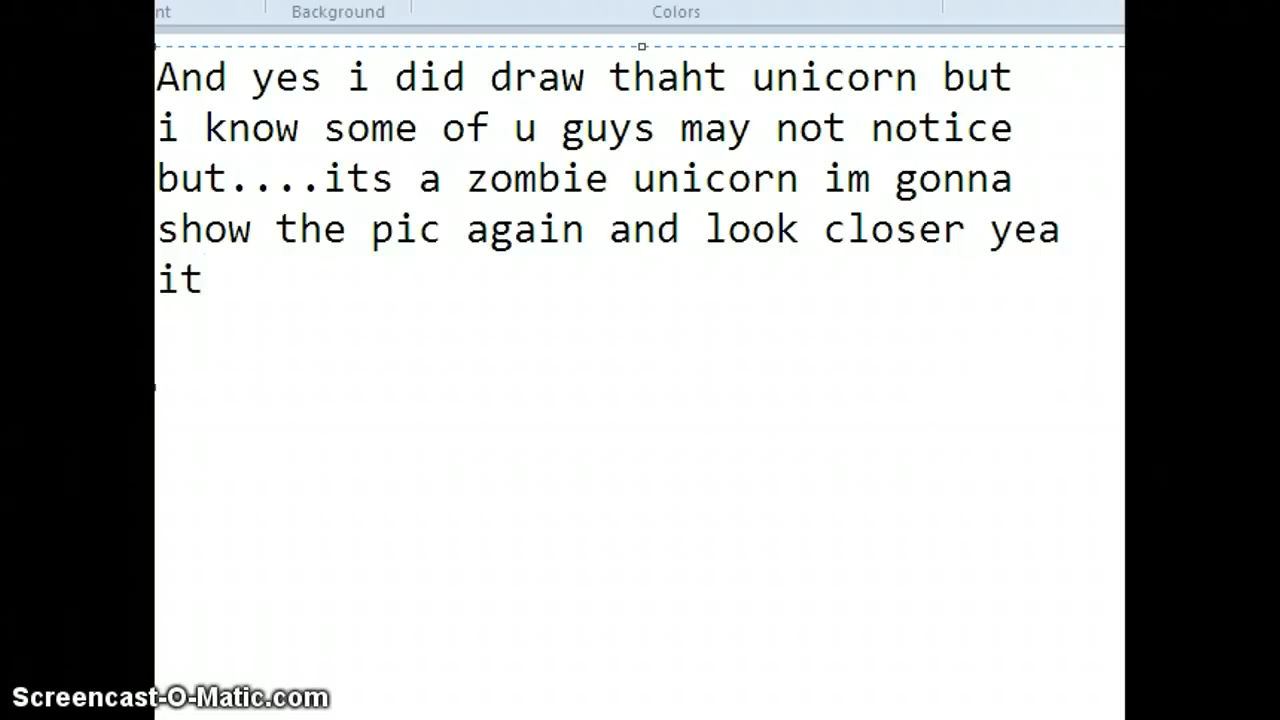 nt Background Colors
And yes i did draw thaht unicorn but
i know some of u guys may not notice
but....its a zombie unicorn im gonna
show the pic again and look closer yea
it
Screencast-O-Matic.com